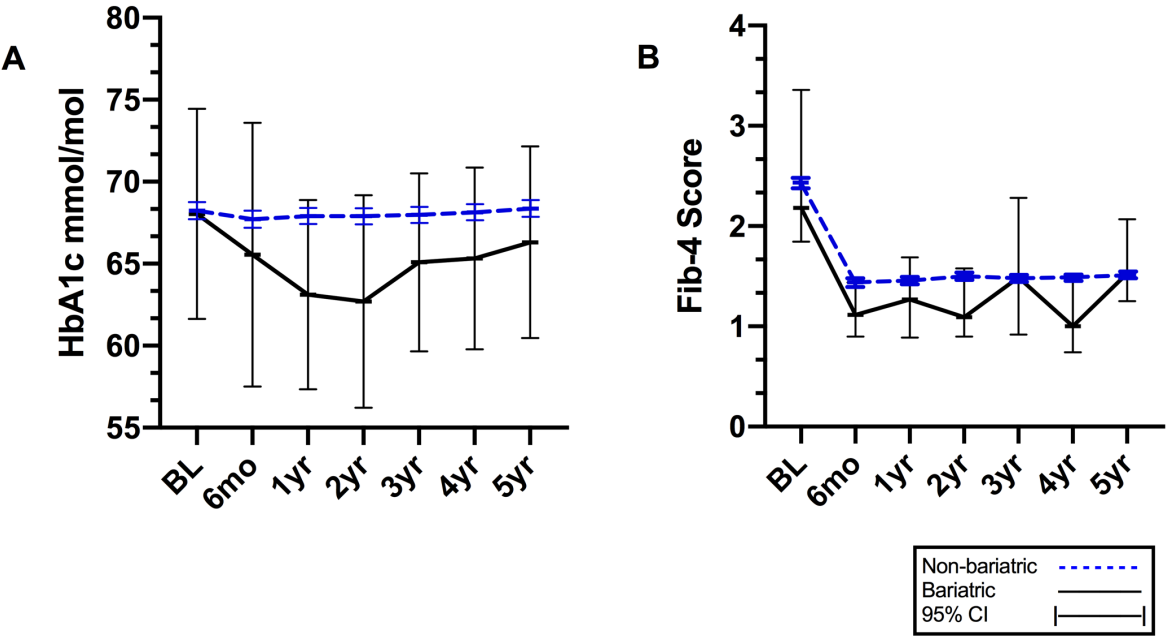 A
HbA1c mmol/mol
80
75
70
65
60
55
BL 6mo 1yr 2yr 3yr 4yr 5yr
B
Fib-4 Score
4
3
2
1
0
BL 6mo 1yr 2yr 3yr 4yr 5yr
Non-bariatric
Bariatric
95% CI